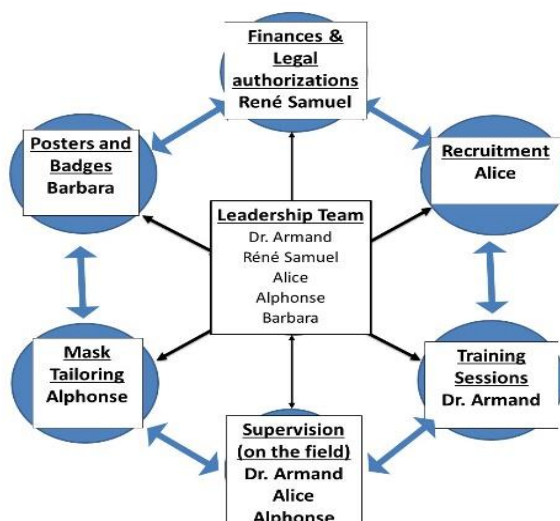 Finances &
Legal
authorizations
René Samuel
Posters and
Badges
Barbara
Recruitment
Alice
Leadership Team
Dr. Armand
Réné Samuel
Alice
Alphonse
Barbara
Mask
Tailoring
Alphonse
Training
Sessions
Dr. Armand
Supervision
(on the field)
Dr. Armand
Alice
Alphonse